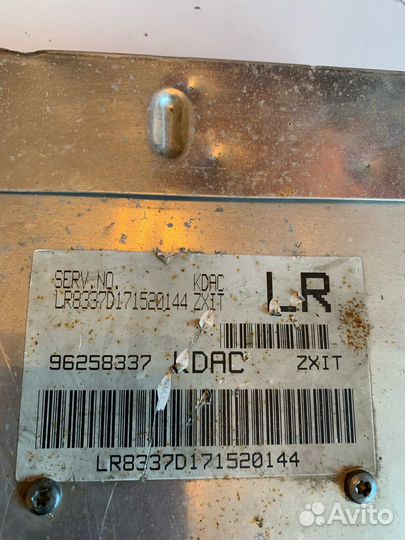 SERV.NO. KDAC
LR8337D171520144 ZXIT
LR
96258337 KDAC ZXIT
LR8337D171520144
Avito